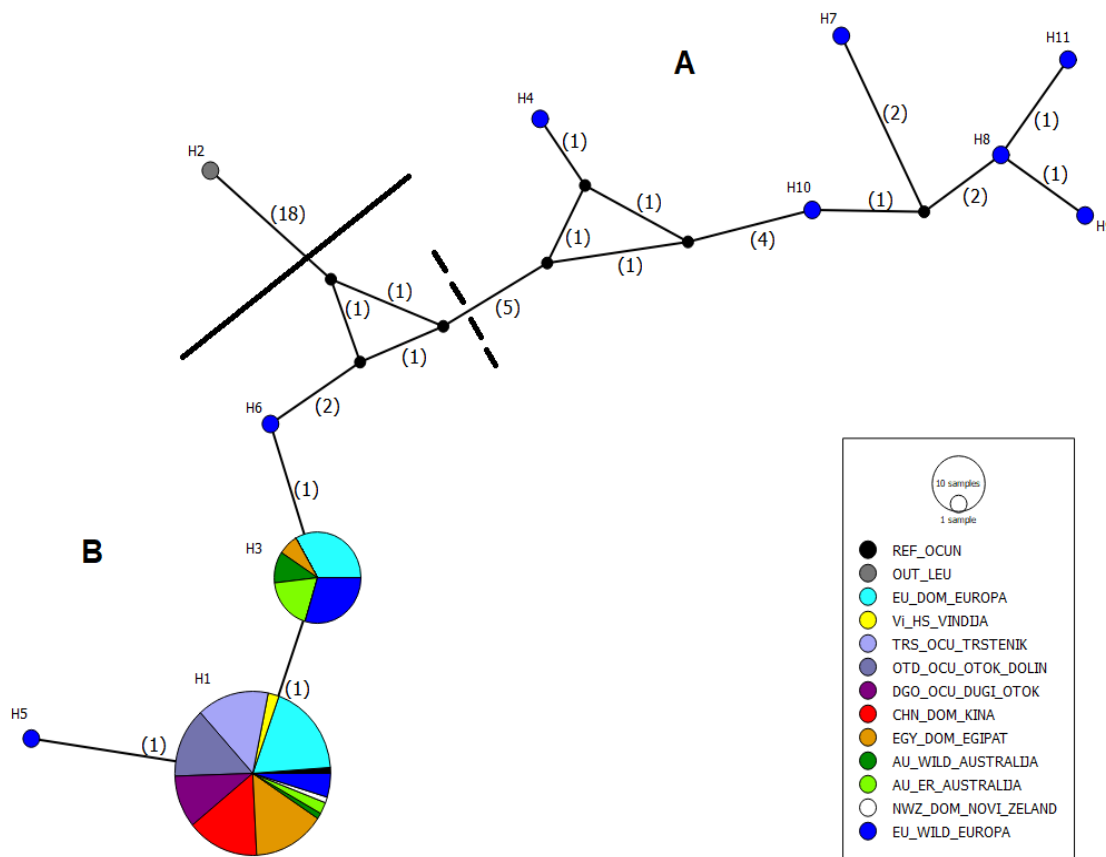 H7
H11
A
H4
(2)
(1)
H2
(1)
H8
(1)
H10
(18)
(1)
(1)
(2)
H9
(1)
(1)
(4)
(1)
(1)
(5)
(1)
H6
(2)
(1)
B
H3
H1
(1)
H5
(1)
10 samples
1 sample
REF_OCUN
OUT_LEU
EU_DOM_EUROPA
Vi_HS_VINDIJA
TRS_OCU_TRSTENIK
OTD_OCU_OTOK_DOLIN
DGO_OCU_DUGI_OTOK
CHN_DOM_KINA
EGY_DOM_EGIPAT
AU_WILD_AUSTRALIJA
AU_ER_AUSTRALIJA
NWZ_DOM_NOVI_ZELAND
EU_WILD_EUROPA